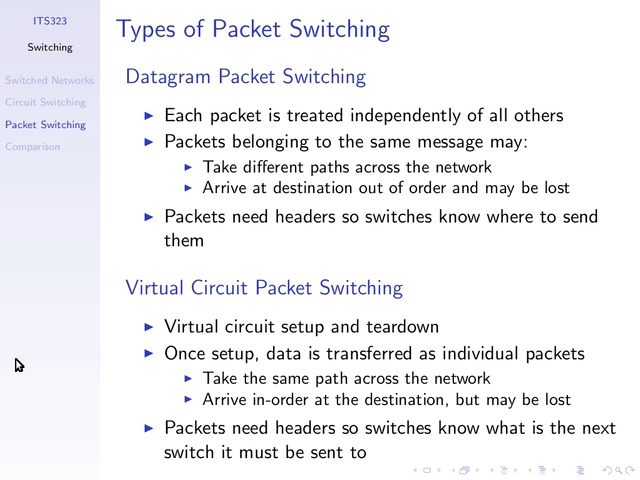 ITS323
Switching
Switched Networks
Circuit Switching
Packet Switching
Comparison
Types of Packet Switching
Datagram Packet Switching
Each packet is treated independently of all others
Packets belonging to the same message may:
Take different paths across the network
Arrive at destination out of order and may be lost
Packets need headers so switches know where to send
them
Virtual Circuit Packet Switching
Virtual circuit setup and teardown
Once setup, data is transferred as individual packets
Take the same path across the network
Arrive in-order at the destination, but may be lost
Packets need headers so switches know what is the next
switch it must be sent to